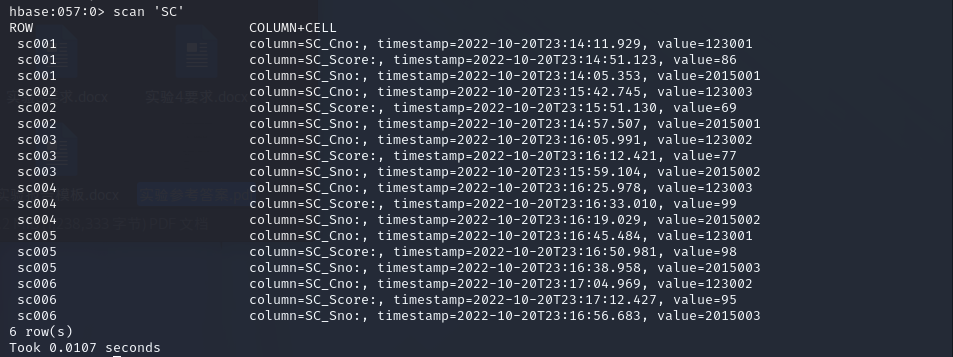 hbase:057:0> scan 'SC'
ROW COLUMN+CELL
sc001 column=SC_Cno:, timestamp=2022-10-20T23:14:11.929, value=123001
sc001 column=SC_Score:, timestamp=2022-10-20T23:14:51.123, value=86
sc001 column=SC_Sno:, timestamp=2022-10-20T23:14:05.353, value=2015001
sc002 column=SC_Cno:, timestamp=2022-10-20T23:15:42.745, value=123003
sc002 column=SC_Score:, timestamp=2022-10-20T23:15:51.130, value=69
sc002 column=SC_Sno:, timestamp=2022-10-20T23:14:57.507, value=2015001
sc003 column=SC_Cno:, timestamp=2022-10-20T23:16:05.991, value=123002
sc003 column=SC_Score:, timestamp=2022-10-20T23:16:12.421, value=77
sc003 column=SC_Sno:, timestamp=2022-10-20T23:15:59.104, value=2015002
sc004 column=SC_Cno:, timestamp=2022-10-20T23:16:25.978, value=123003
sc004 column=SC_Score:, timestamp=2022-10-20T23:16:33.010, value=99
sc004 column=SC_Sno:, timestamp=2022-10-20T23:16:19.029, value=2015002
sc005 column=SC_Cno:, timestamp=2022-10-20T23:16:45.484, value=123001
sc005 column=SC_Score:, timestamp=2022-10-20T23:16:50.981, value=98
sc005 column=SC_Sno:, timestamp=2022-10-20T23:16:38.958, value=2015003
sc006 column=SC_Cno:, timestamp=2022-10-20T23:17:04.969, value=123002
sc006 column=SC_Score:, timestamp=2022-10-20T23:17:12.427, value=95
sc006 column=SC_Sno:, timestamp=2022-10-20T23:16:56.683, value=2015003
6 row(s)
Took 0.0107 seconds